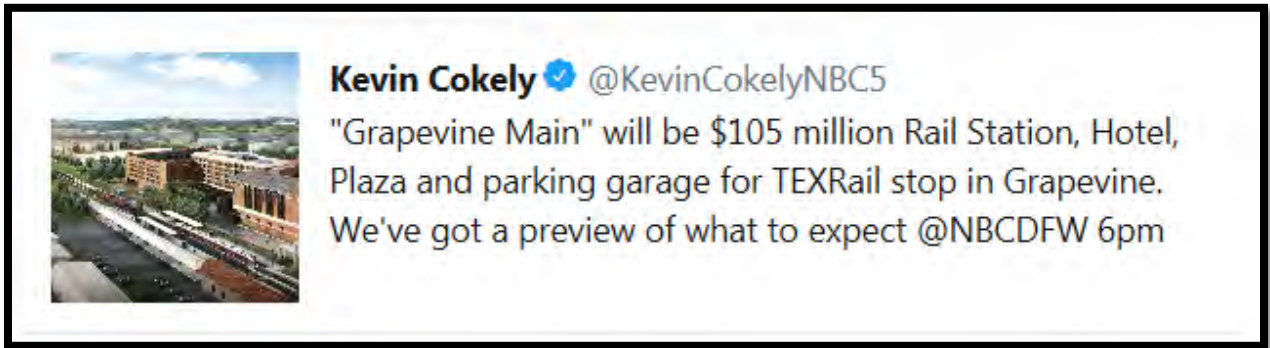 Kevin Cokely @KevinCokelyNBC5
"Grapevine Main" will be $105 million Rail Station, Hotel,
Plaza and parking garage for TEXRail stop in Grapevine.
We've got a preview of what to expect @NBCDFW 6pm